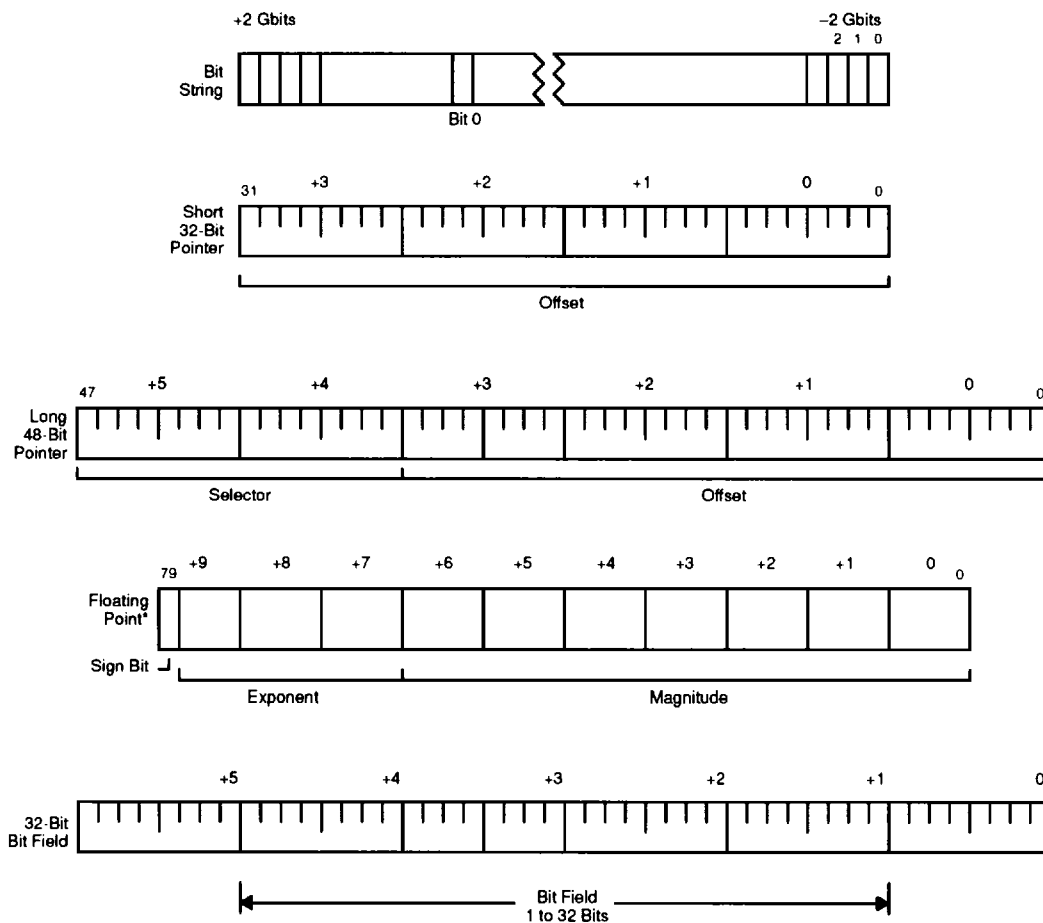 +2 Gbits −2 Gbits
2 1 0
Bit
String
Bit 0
31 +3 +2 +1 0 0
Short
32-Bit
Pointer
Offset
47 +5 +4 +3 +2 +1 0 0
Long
48-Bit
Pointer
Selector Offset
79 +9 +8 +7 +6 +5 +4 +3 +2 +1 0 0
Floating
Point*
Sign Bit
Exponent Magnitude
+5 +4 +3 +2 +1 0
32-Bit
Bit Field
Bit Field
1 to 32 Bits